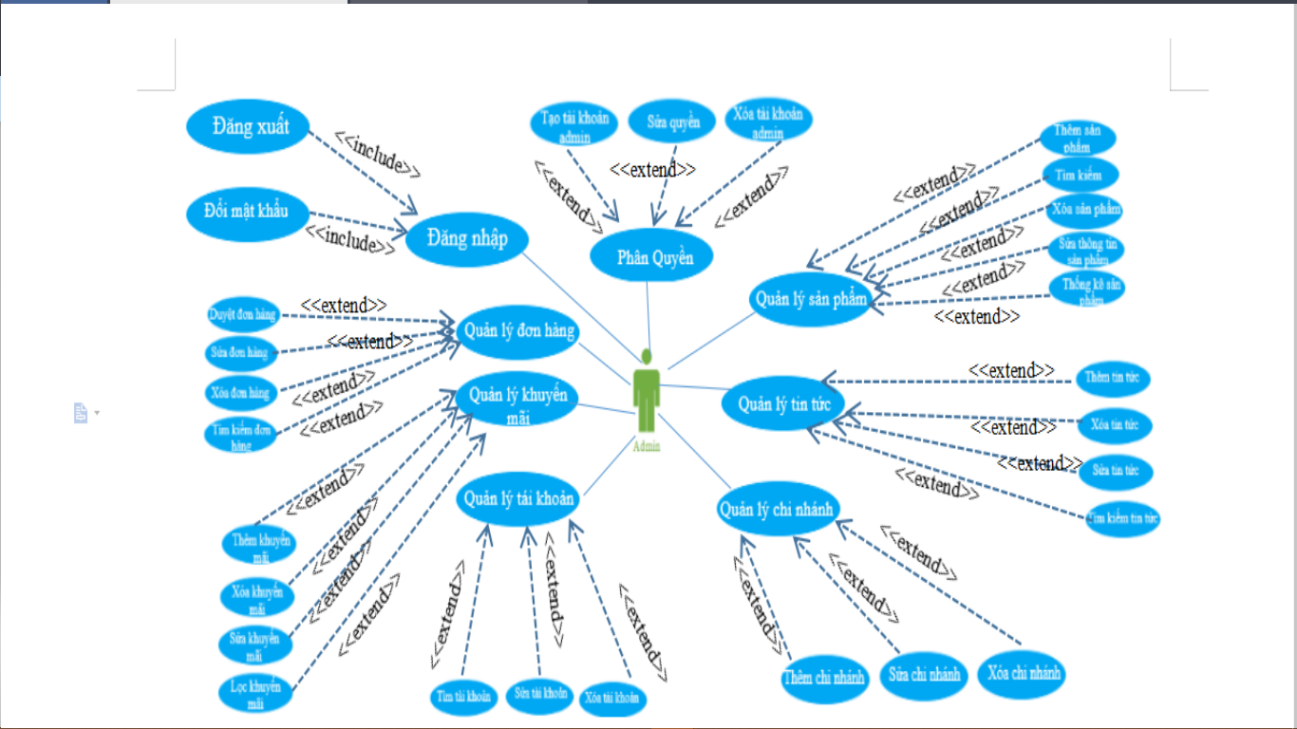 Đăng xuất
<<include>>
Đổi mật khẩu
<<include>>
Đăng nhập
Tạo tài khoản
admin
Sửa quyền
Xóa tài khoản
admin
<<extend>>
<<extend>>
<<extend>>
Phân Quyền
Thêm sản
phẩm
Tìm kiếm
Xóa sản phẩm
Sửa thông tin
sản phẩm
Thống kê sản
phẩm
<<extend>>
<<extend>>
<<extend>>
<<extend>>
<<extend>>
Quản lý sản phẩm
Duyệt đơn hàng
Sửa đơn hàng
Xóa đơn hàng
Tìm kiếm đơn
hàng
<<extend>>
<<extend>>
<<extend>>
<<extend>>
Quản lý đơn hàng
Quản lý khuyến
mãi
Admin
Quản lý tin tức
<<extend>>
<<extend>>
<<extend>>
<<extend>>
Thêm tin tức
Xóa tin tức
Sửa tin tức
Tìm kiếm tin tức
Quản lý tài khoản
Quản lý chi nhánh
<<extend>>
<<extend>>
<<extend>>
<<extend>>
Thêm khuyến
mãi
Xóa khuyến
mãi
Sửa khuyến
mãi
Lọc khuyến
mãi
<<extend>>
<<extend>>
<<extend>>
Tìm tài khoản
Sửa tài khoản
Xóa tài khoản
<<extend>>
<<extend>>
<<extend>>
Thêm chi nhánh
Sửa chi nhánh
Xóa chi nhánh